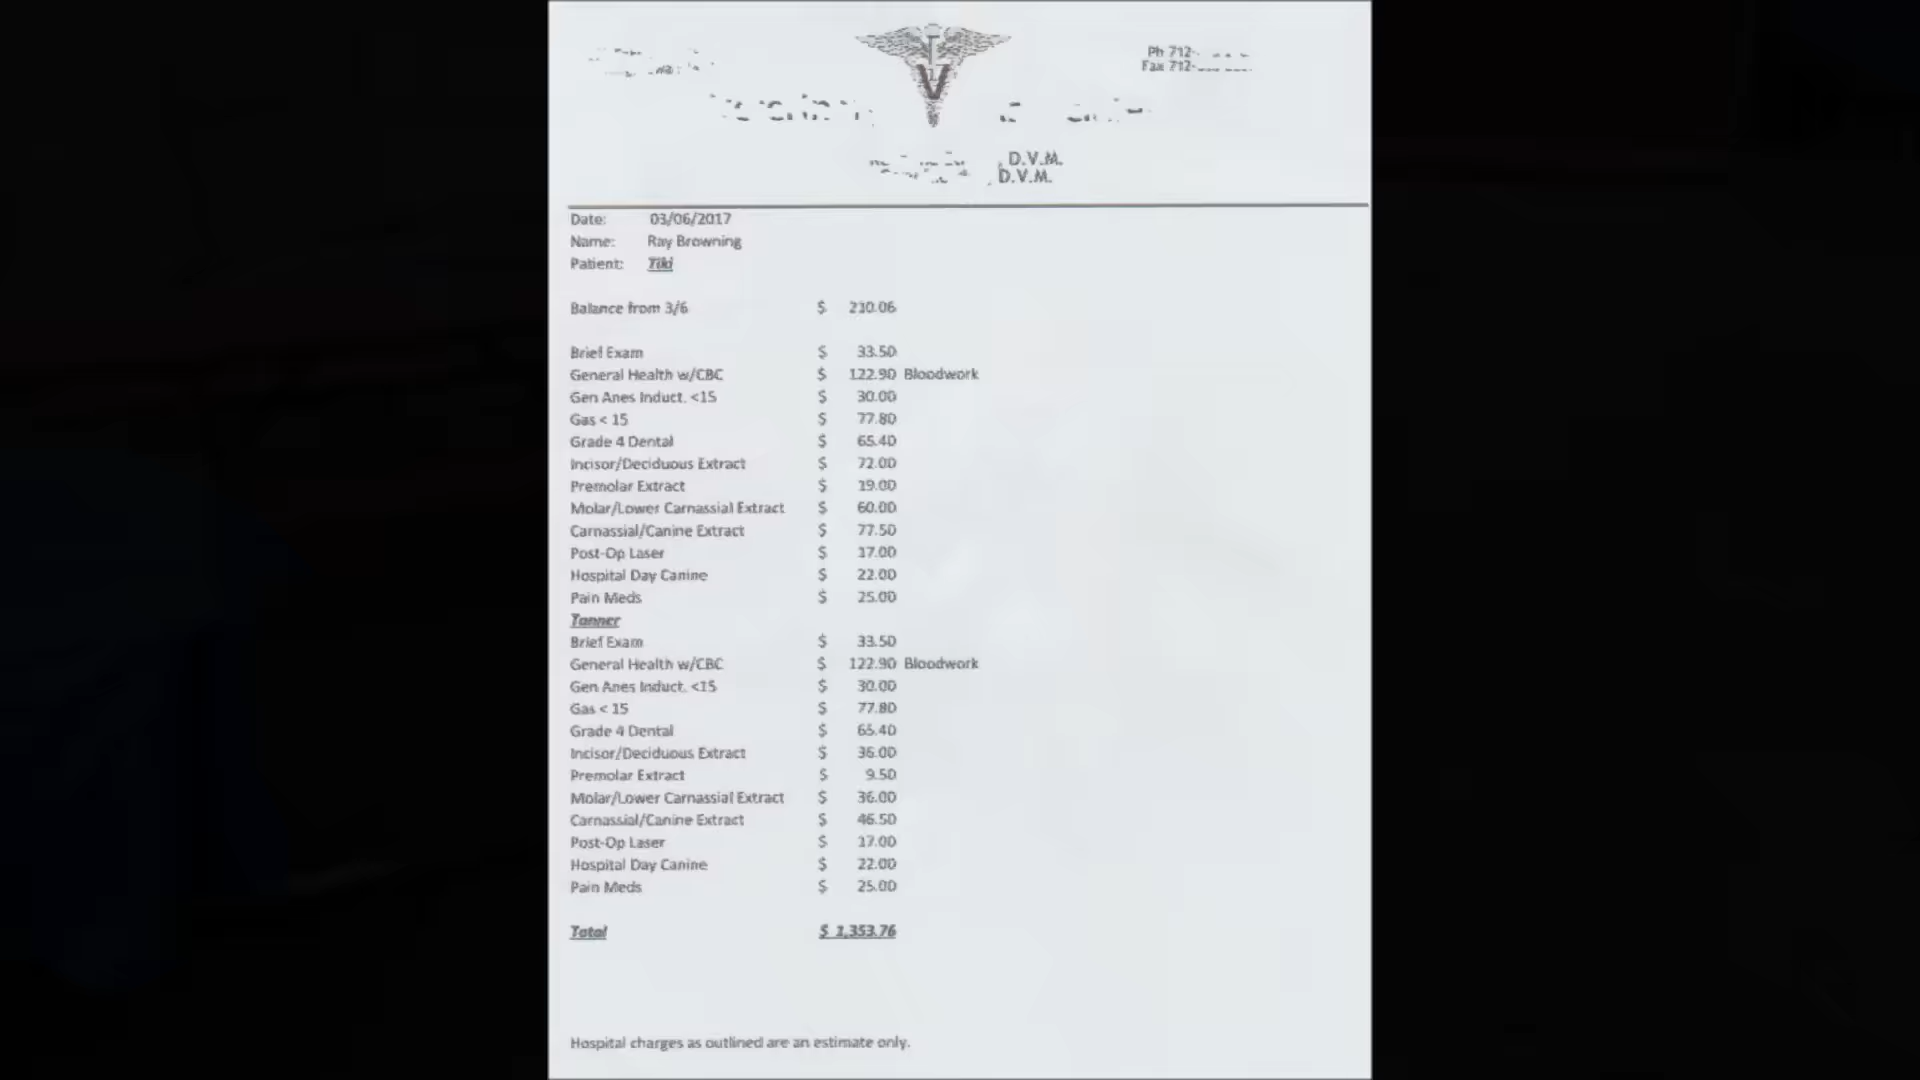 Ph 712-
Fax 712-
V
, D.V.M.
, D.V.M.
Date: 03/06/2017
Name: Ray Browning
Patient: Tiki
Balance from 3/6 $ 210.06
Brief Exam $ 33.50
General Health w/CBC $ 122.90 Bloodwork
Gen Anes Induct. <15 $ 30.00
Gas < 15 $ 77.80
Grade 4 Dental $ 65.40
Incisor/Deciduous Extract $ 72.00
Premolar Extract $ 19.00
Molar/Lower Carnassial Extract $ 60.00
Carnassial/Canine Extract $ 77.50
Post-Op Laser $ 17.00
Hospital Day Canine $ 22.00
Pain Meds $ 25.00
Tanner
Brief Exam $ 33.50
General Health w/CBC $ 122.90 Bloodwork
Gen Anes Induct. <15 $ 30.00
Gas < 15 $ 77.80
Grade 4 Dental $ 65.40
Incisor/Deciduous Extract $ 36.00
Premolar Extract $ 9.50
Molar/Lower Carnassial Extract $ 36.00
Carnassial/Canine Extract $ 46.50
Post-Op Laser $ 17.00
Hospital Day Canine $ 22.00
Pain Meds $ 25.00
Total $ 1,353.76
Hospital charges as outlined are an estimate only.